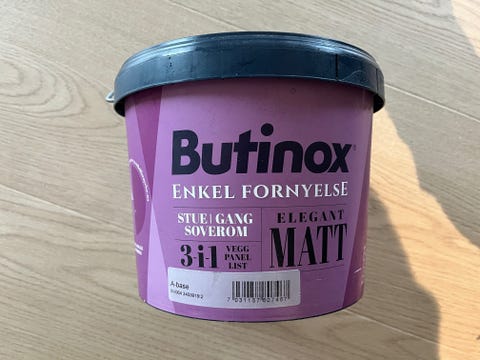 Butinox
ENKEL FORNYELSE
STUE | GANG
SOVEROM
3-i-1
VEGG
PANEL
LIST
ELEGANT
MATT
A-base